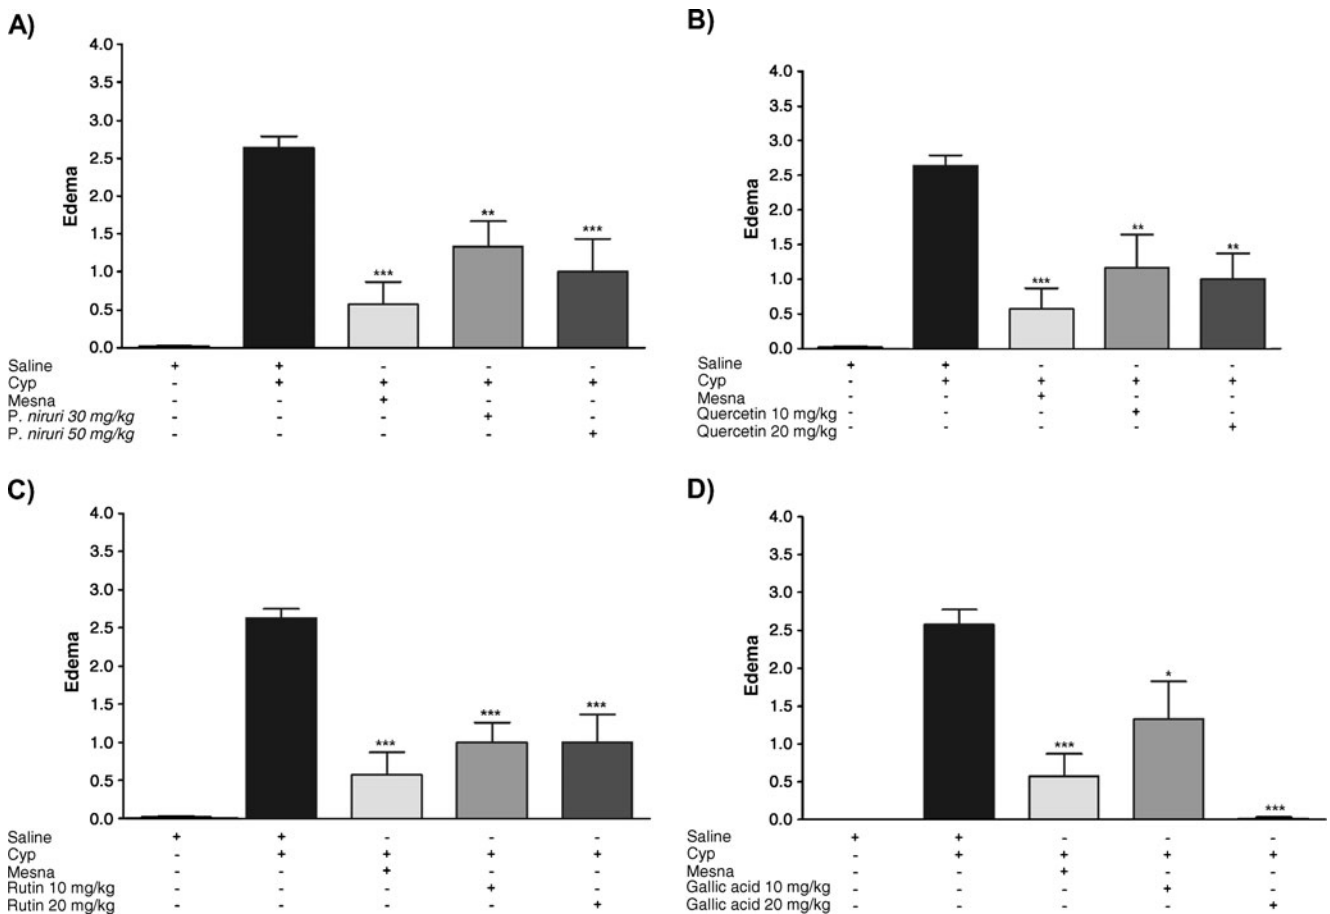 A)
4.0
3.5
3.0
2.5
2.0
1.5
1.0
0.5
0.0
Edema
***
**
***
Saline + + - - -
Cyp - + + + +
Mesna - - + - -
P. niruri 30 mg/kg - - - + -
P. niruri 50 mg/kg - - - - +
B)
4.0
3.5
3.0
2.5
2.0
1.5
1.0
0.5
0.0
Edema
***
**
**
Saline + + - - -
Cyp - + + + +
Mesna - - + - -
Quercetin 10 mg/kg - - - + -
Quercetin 20 mg/kg - - - - +
C)
4.0
3.5
3.0
2.5
2.0
1.5
1.0
0.5
0.0
Edema
***
***
***
Saline + + - - -
Cyp - + + + +
Mesna - - + - -
Rutin 10 mg/kg - - - + -
Rutin 20 mg/kg - - - - +
D)
4.0
3.5
3.0
2.5
2.0
1.5
1.0
0.5
0.0
Edema
***
*
***
Saline + + - - -
Cyp - + + + +
Mesna - - + - -
Gallic acid 10 mg/kg - - - + -
Gallic acid 20 mg/kg - - - - +